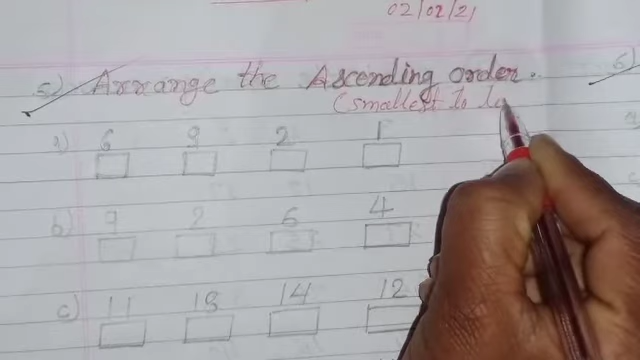 02/02/21
5) Arrange the Ascending order. 6)
(Smallest to la
a) 6 9 2 1
b) 9 2 6 4
c) 11 18 14 12